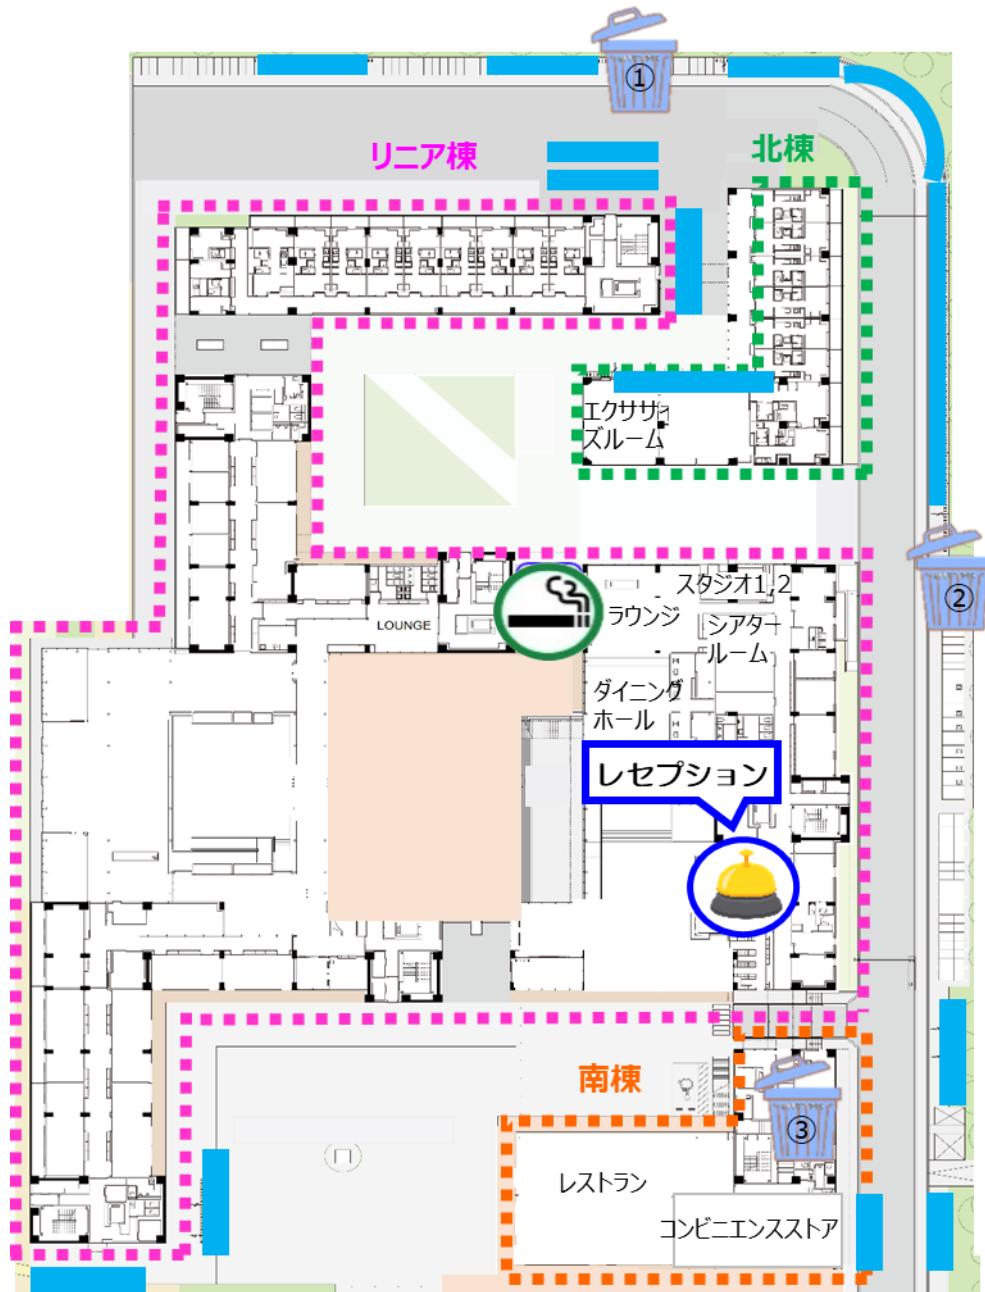 ①
リニア棟
北棟
エクササイ
ズルーム
②
スタジオ1,2
ラウンジ
シアター
ルーム
LOUNGE
ダイニング
ホール
レセプション
南棟
③
レストラン
コンビニエンスストア